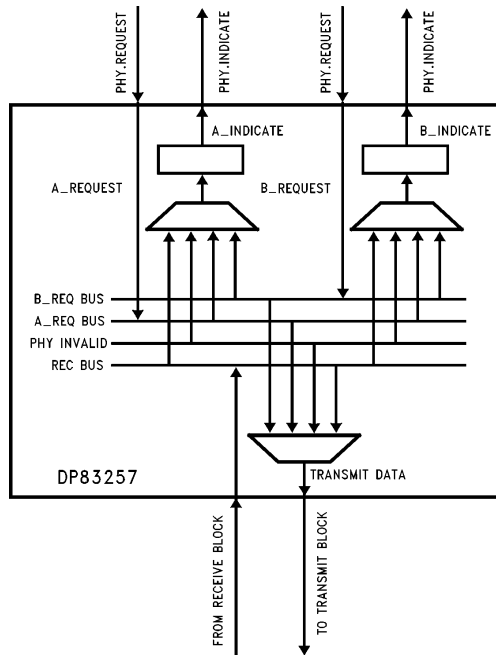 PHY.REQUEST
PHY.INDICATE
PHY.REQUEST
PHY.INDICATE
A_INDICATE
B_INDICATE
A_REQUEST
B_REQUEST
B_REQ BUS
A_REQ BUS
PHY INVALID
REC BUS
TRANSMIT DATA
DP83257
FROM RECEIVE BLOCK
TO TRANSMIT BLOCK